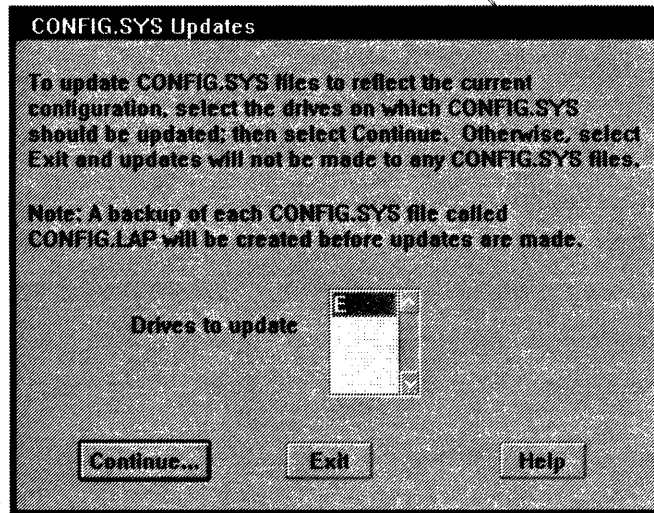 CONFIG.SYS Updates
To update CONFIG.SYS files to reflect the current
configuration, select the drives on which CONFIG.SYS
should be updated; then select Continue. Otherwise, select
Exit and updates will not be made to any CONFIG.SYS files.
Note: A backup of each CONFIG.SYS file called
CONFIG.LAP will be created before updates are made.
Drives to update
E
Continue...
Exit
Help